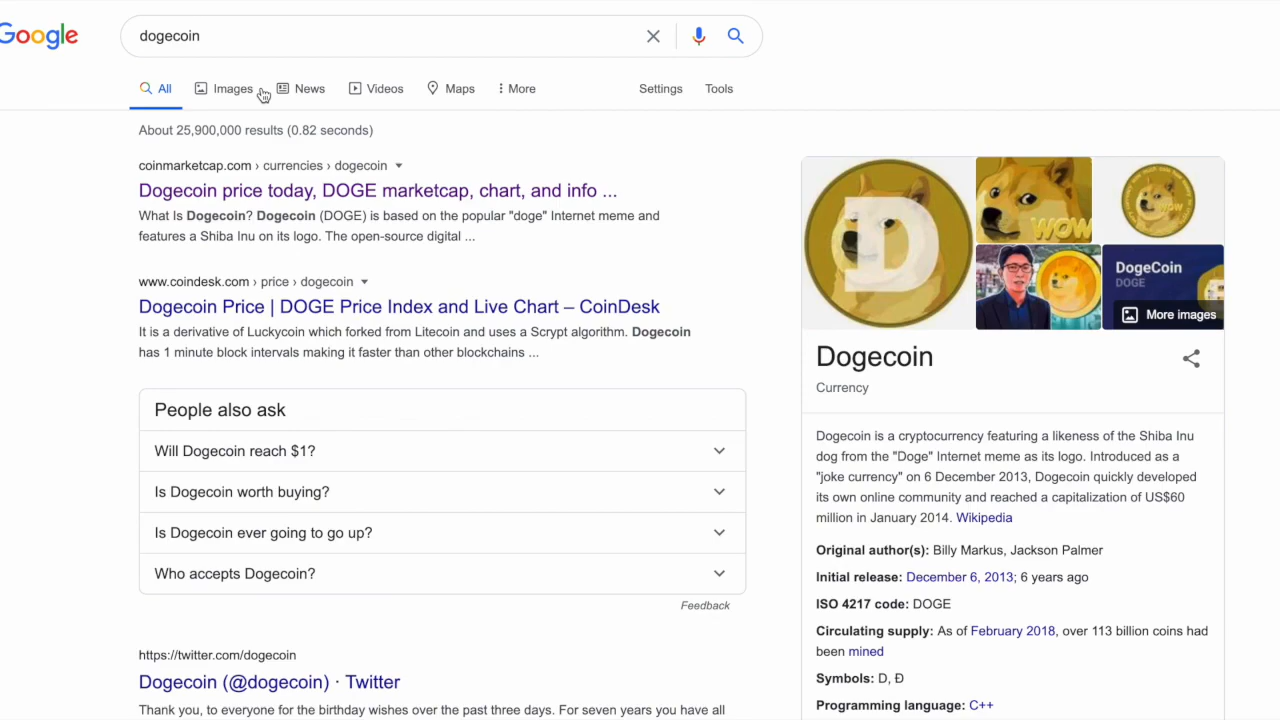 Google
dogecoin
All Images News Videos Maps More Settings Tools
About 25,900,000 results (0.82 seconds)
coinmarketcap.com › currencies › dogecoin
Dogecoin price today, DOGE marketcap, chart, and info ...
What Is Dogecoin? Dogecoin (DOGE) is based on the popular "doge" Internet meme and
features a Shiba Inu on its logo. The open-source digital ...
www.coindesk.com › price › dogecoin
Dogecoin Price | DOGE Price Index and Live Chart – CoinDesk
It is a derivative of Luckycoin which forked from Litecoin and uses a Scrypt algorithm. Dogecoin
has 1 minute block intervals making it faster than other blockchains ...
People also ask
Will Dogecoin reach $1?
Is Dogecoin worth buying?
Is Dogecoin ever going to go up?
Who accepts Dogecoin?
Feedback
https://twitter.com/dogecoin
Dogecoin (@dogecoin) · Twitter
Thank you, to everyone for the birthday wishes over the past three days. For seven years you have all
D
WOW
WOW
DogeCoin
DOGE
More images
Dogecoin
Currency
Dogecoin is a cryptocurrency featuring a likeness of the Shiba Inu
dog from the "Doge" Internet meme as its logo. Introduced as a
"joke currency" on 6 December 2013, Dogecoin quickly developed
its own online community and reached a capitalization of US$60
million in January 2014. Wikipedia
Original author(s): Billy Markus, Jackson Palmer
Initial release: December 6, 2013; 6 years ago
ISO 4217 code: DOGE
Circulating supply: As of February 2018, over 113 billion coins had
been mined
Symbols: D, Ð
Programming language: C++